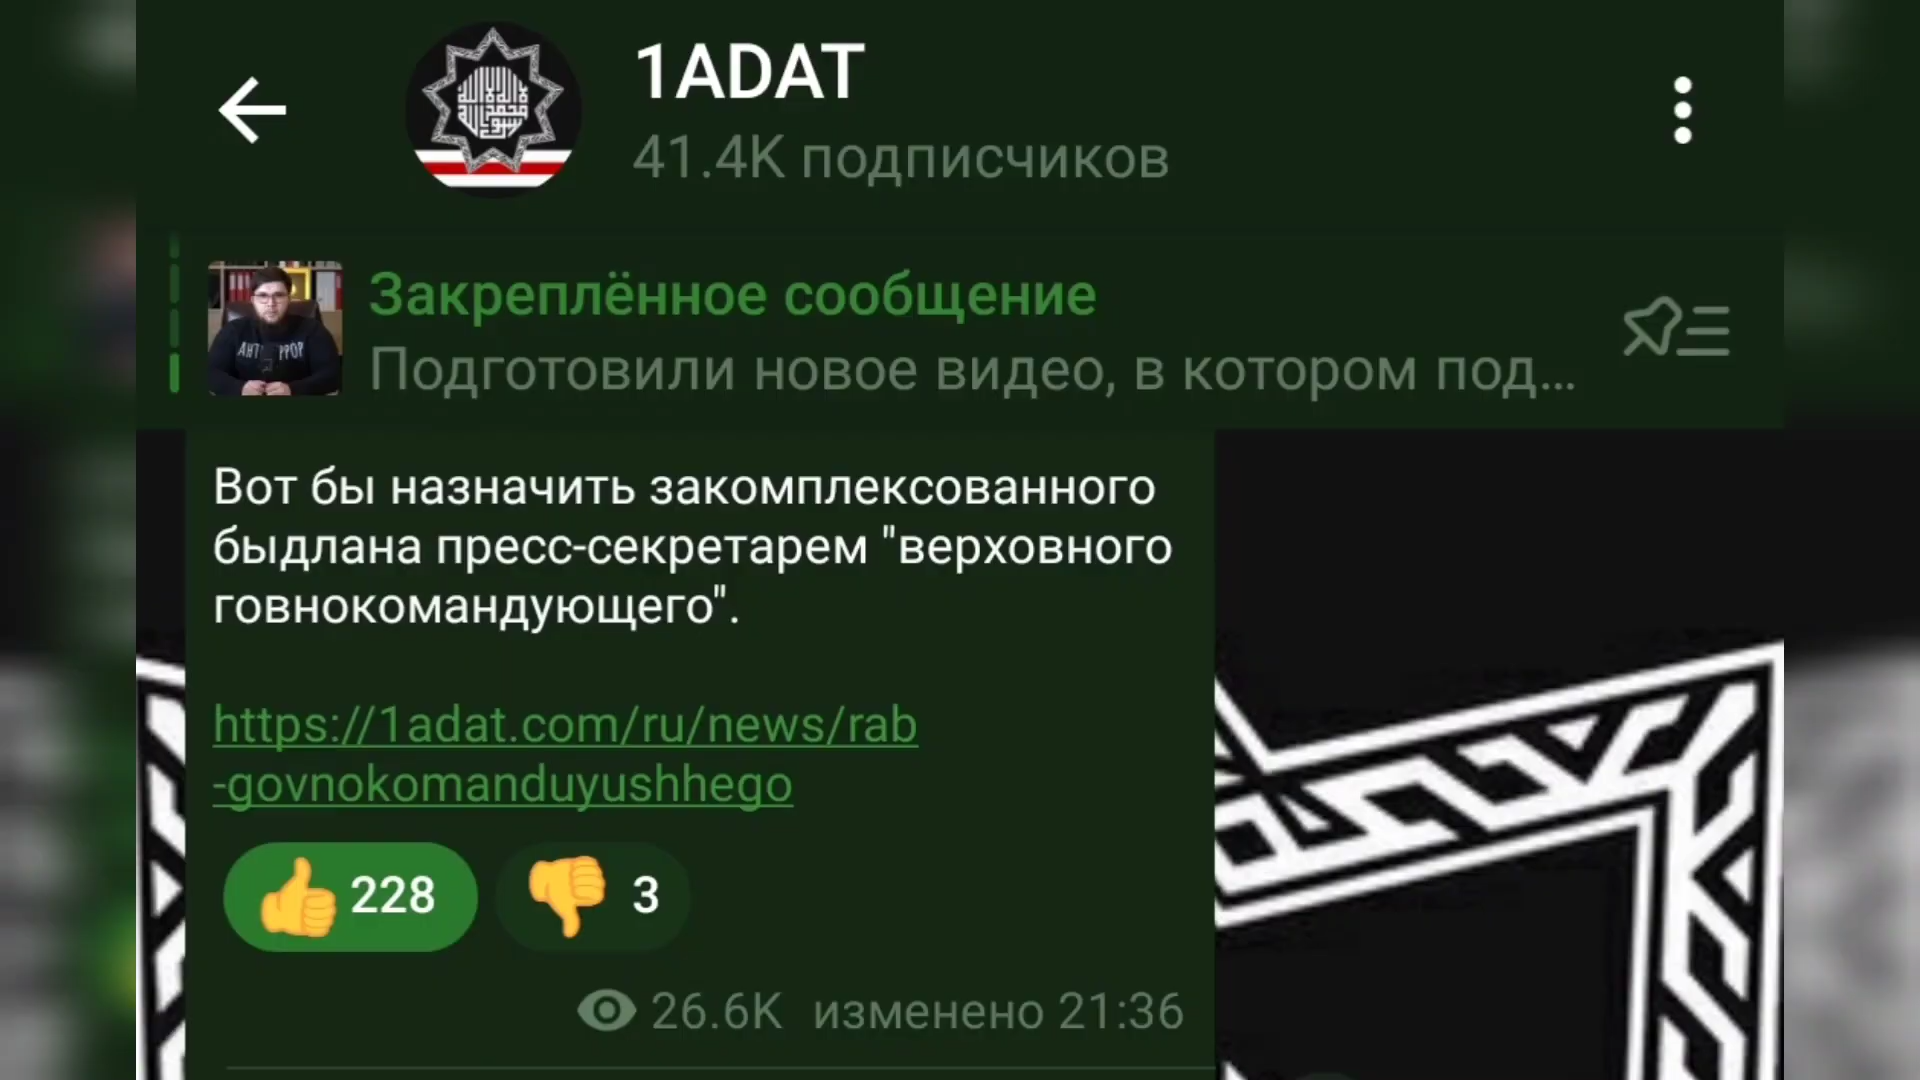 1ADAT
41.4K подписчиков
Закреплённое сообщение
Подготовили новое видео, в котором под...
Вот бы назначить закомплексованного
быдлана пресс-секретарем "верховного
говнокомандующего".
https://1adat.com/ru/news/rab
-govnokomanduyushhego
228
3
26.6K изменено 21:36